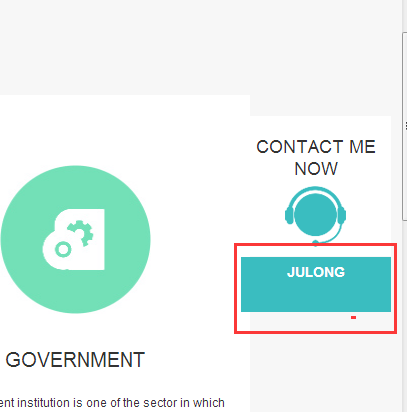 CONTACT ME
NOW
JULONG
GOVERNMENT
ent institution is one of the sector in which